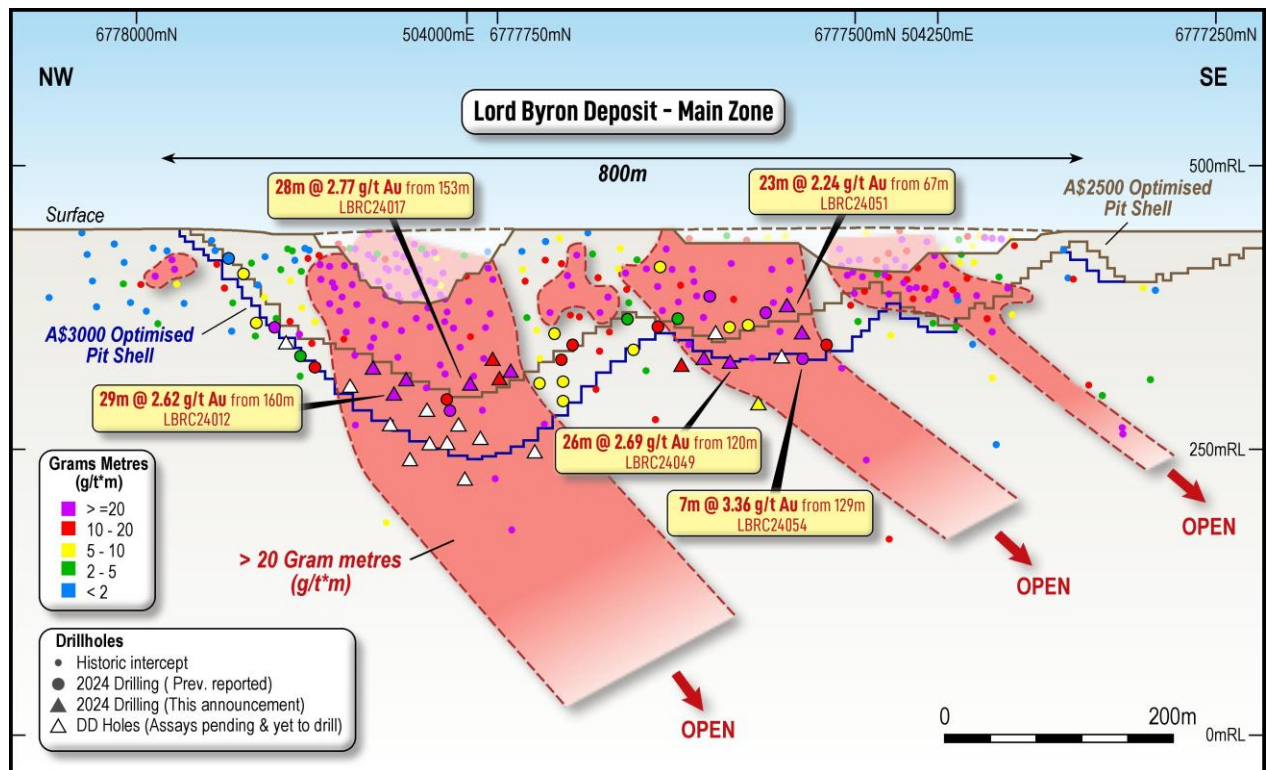 6778000mN
504000mE
6777750mN
6777500mN
504250mE
6777250mN
NW
SE
Lord Byron Deposit - Main Zone
500mRL
800m
28m @ 2.77 g/t Au from 153m
LBRC24017
23m @ 2.24 g/t Au from 67m
LBRC24051
A$2500 Optimised
Pit Shell
Surface
A$3000 Optimised
Pit Shell
29m @ 2.62 g/t Au from 160m
LBRC24012
26m @ 2.69 g/t Au from 120m
LBRC24049
250mRL
7m @ 3.36 g/t Au from 129m
LBRC24054
Grams Metres
(g/t*m)
> =20
10 - 20
5 - 10
2 - 5
< 2
> 20 Gram metres
(g/t*m)
OPEN
OPEN
OPEN
Drillholes
Historic intercept
2024 Drilling ( Prev. reported)
2024 Drilling (This announcement)
DD Holes (Assays pending & yet to drill)
0
200m
0mRL